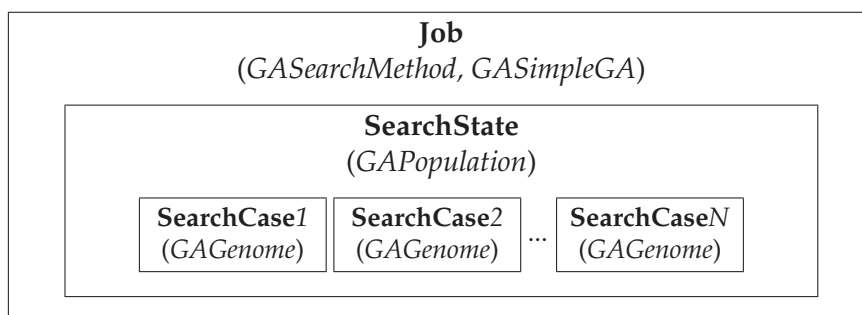 Job
(GASearchMethod, GASimpleGA)
SearchState
(GAPopulation)
SearchCase1 SearchCase2 ... SearchCaseN
(GAGenome) (GAGenome) (GAGenome)